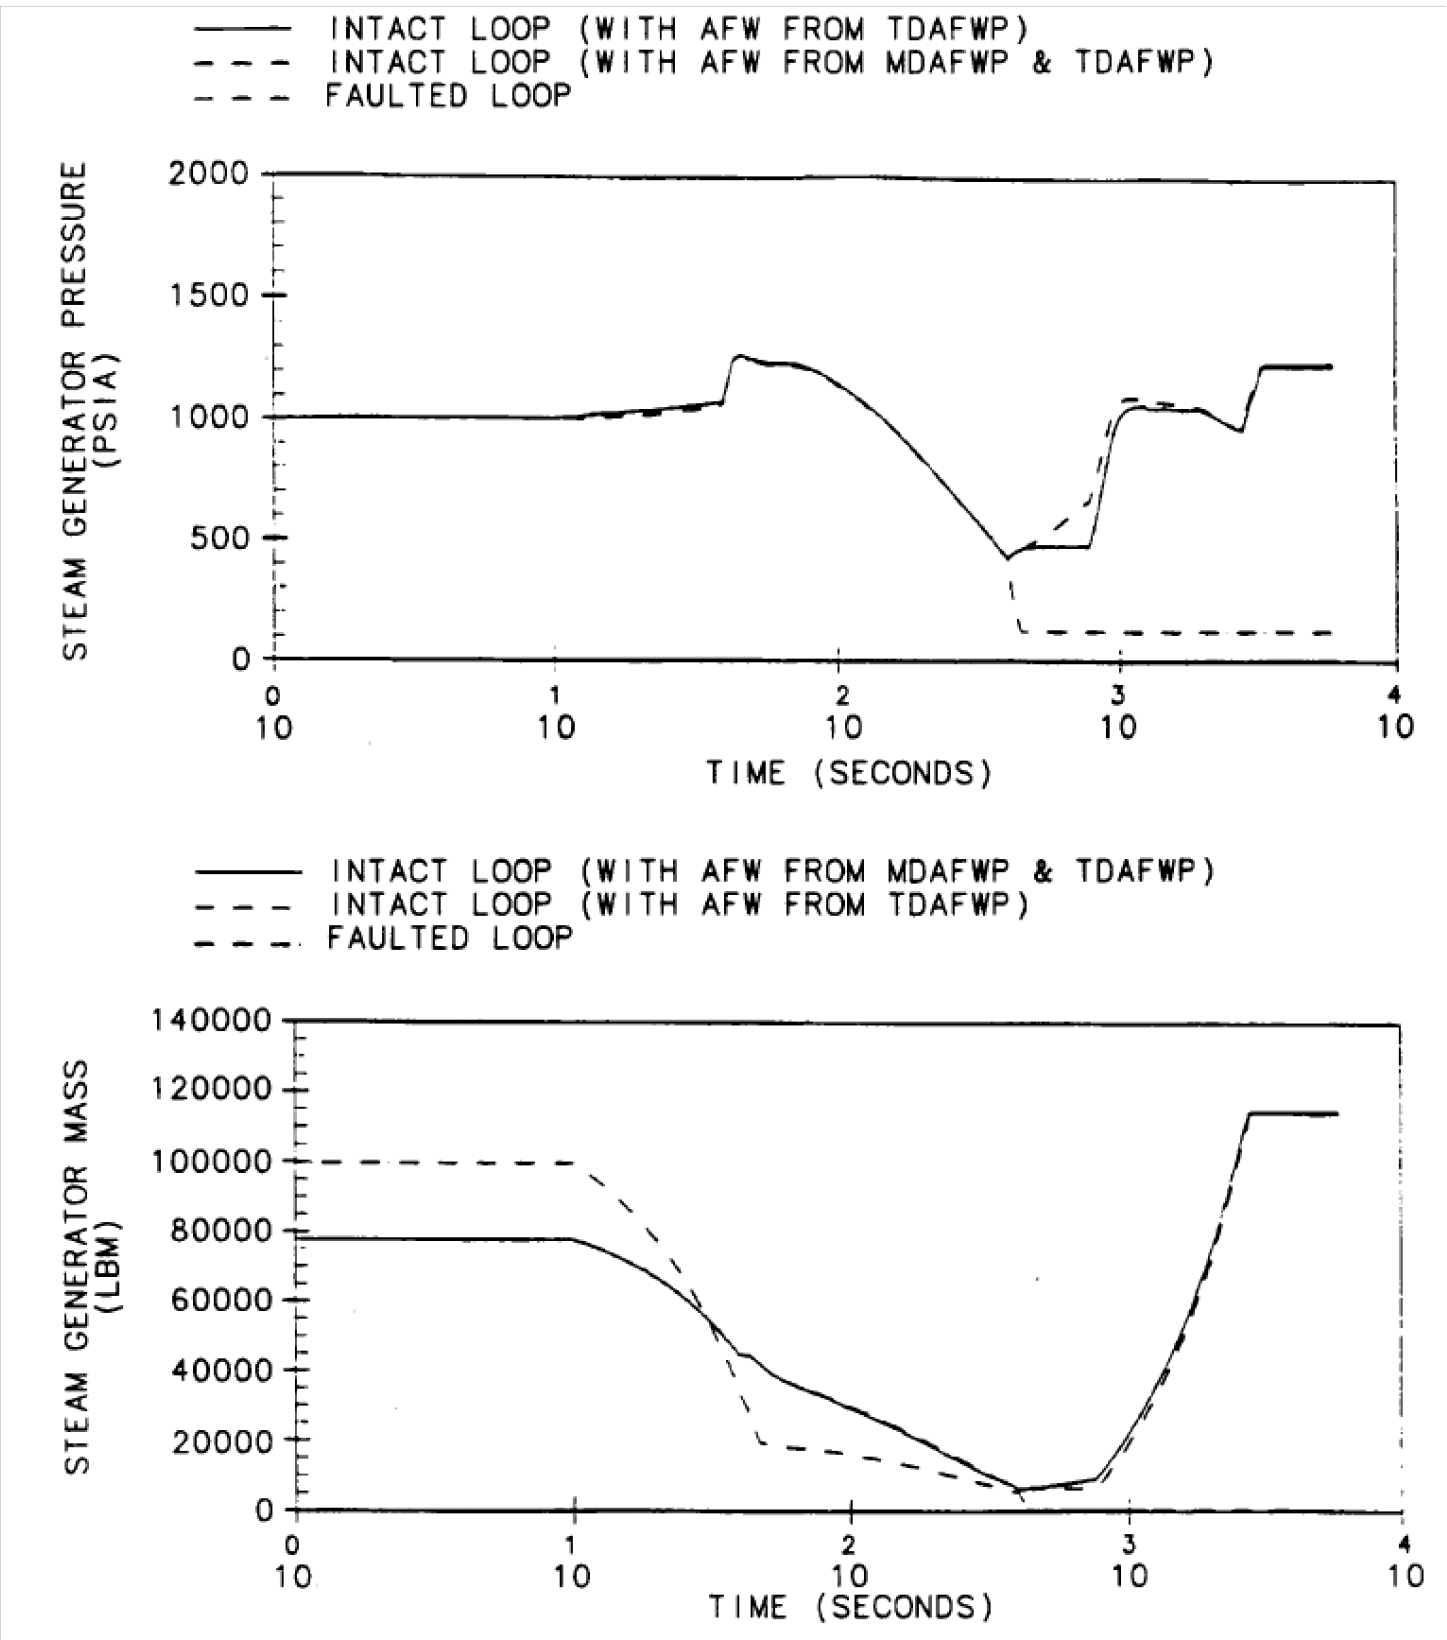 INTACT LOOP (WITH AFW FROM TDAFWP)
INTACT LOOP (WITH AFW FROM MDAFWP & TDAFWP)
FAULTED LOOP
STEAM GENERATOR PRESSURE
(PSIA)
2000
1500
1000
500
0
0 1 2 3 4
10 10 10 10 10
TIME (SECONDS)
INTACT LOOP (WITH AFW FROM MDAFWP & TDAFWP)
INTACT LOOP (WITH AFW FROM TDAFWP)
FAULTED LOOP
STEAM GENERATOR MASS
(LBM)
140000
120000
100000
80000
60000
40000
20000
0
0 1 2 3 4
10 10 10 10 10
TIME (SECONDS)